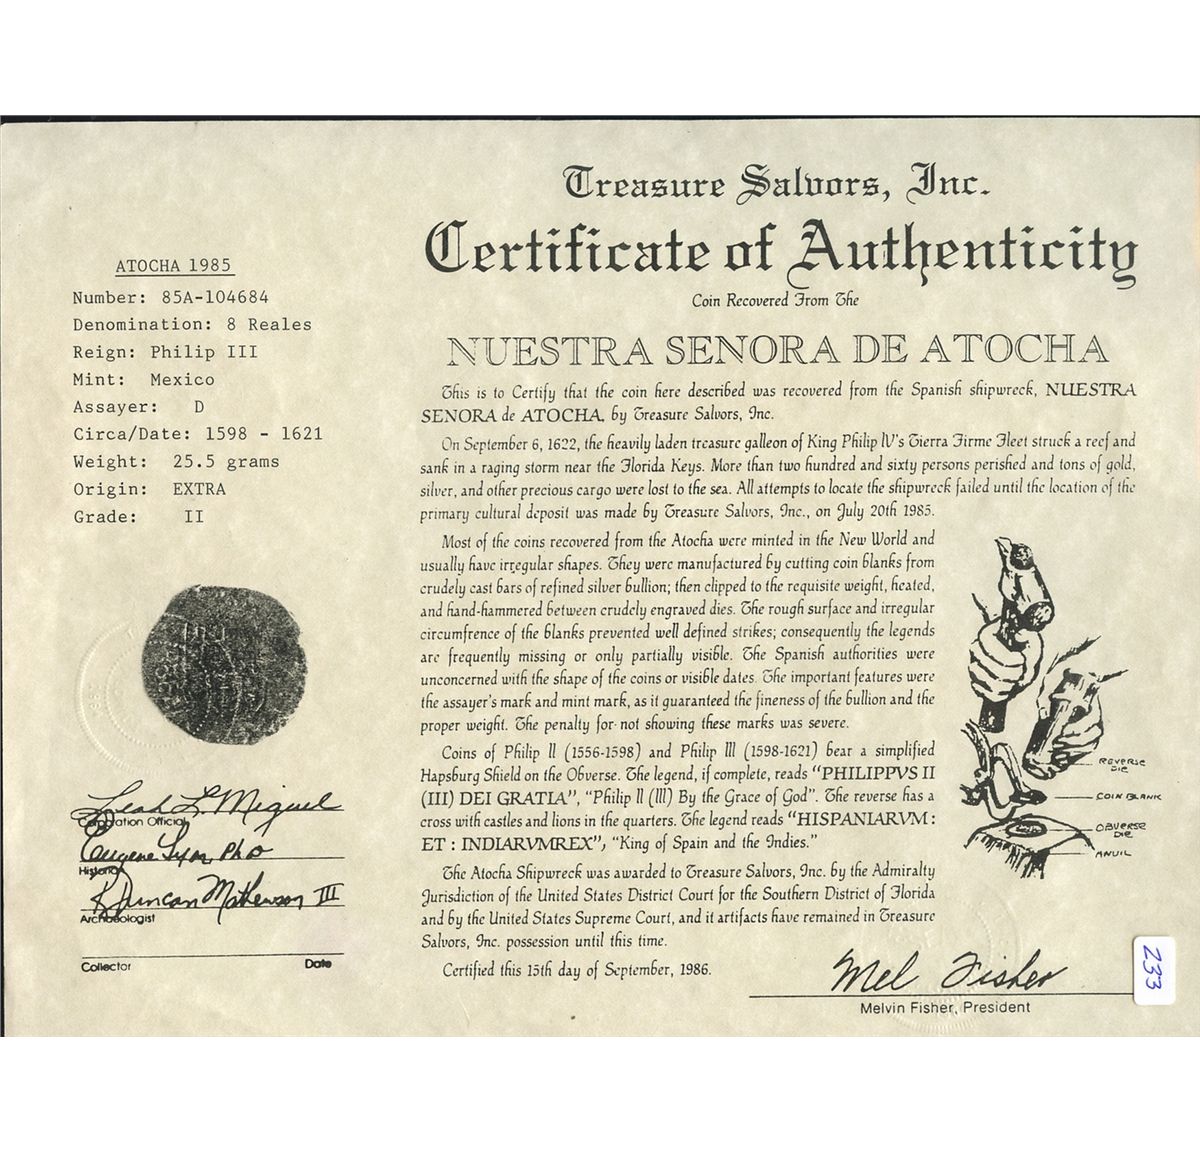 Treasure Salvors, Inc.
Certificate of Authenticity
Coin Recovered From The
NUESTRA SENORA DE ATOCHA
ATOCHA 1985
Number: 85A-104684
Denomination: 8 Reales
Reign: Philip III
Mint: Mexico
Assayer: D
Circa/Date: 1598 - 1621
Weight: 25.5 grams
Origin: EXTRA
Grade: II
This is to Certify that the coin here described was recovered from the Spanish shipwreck, NUESTRA
SENORA de ATOCHA, by Treasure Salvors, Inc.
On September 6, 1622, the heavily laden treasure galleon of King Philip IV's Tierra Firme Fleet struck a reef and
sank in a raging storm near the Florida Keys. More than two hundred and sixty persons perished and tons of gold,
silver, and other precious cargo were lost to the sea. All attempts to locate the shipwreck failed until the location of the
primary cultural deposit was made by Treasure Salvors, Inc., on July 20th 1985.
Most of the coins recovered from the Atocha were minted in the New World and
usually have irregular shapes. They were manufactured by cutting coin blanks from
crudely cast bars of refined silver bullion; then clipped to the requisite weight, heated,
and hand-hammered between crudely engraved dies. The rough surface and irregular
circumfrence of the blanks prevented well defined strikes; consequently the legends
are frequently missing or only partially visible. The Spanish authorities were
unconcerned with the shape of the coins or visible dates. The important features were
the assayer's mark and mint mark, as it guaranteed the fineness of the bullion and the
proper weight. The penalty for not showing these marks was severe.
Coins of Philip II (1556-1598) and Philip III (1598-1621) bear a simplified
Hapsburg Shield on the Obverse. The legend, if complete, reads "PHILIPPVS II
(III) DEI GRATIA", "Philip II (III) By the Grace of God". The reverse has a
cross with castles and lions in the quarters. The legend reads "HISPANIARVM :
ET : INDIARVMREX", "King of Spain and the Indies."
The Atocha Shipwreck was awarded to Treasure Salvors, Inc. by the Admiralty
Jurisdiction of the United States District Court for the Southern District of Florida
and by the United States Supreme Court, and it artifacts have remained in Treasure
Salvors, Inc. possession until this time.
Certified this 15th day of September, 1986.
REVERSE
DIE
COIN BLANK
OBVERSE
DIE
ANVIL
Leah L. Miguel
Corporation Official
Eugene Lyon PhD
Historian
R Duncan Mathewson III
Archaeologist
Collector Date
Mel Fisher
Melvin Fisher, President
233